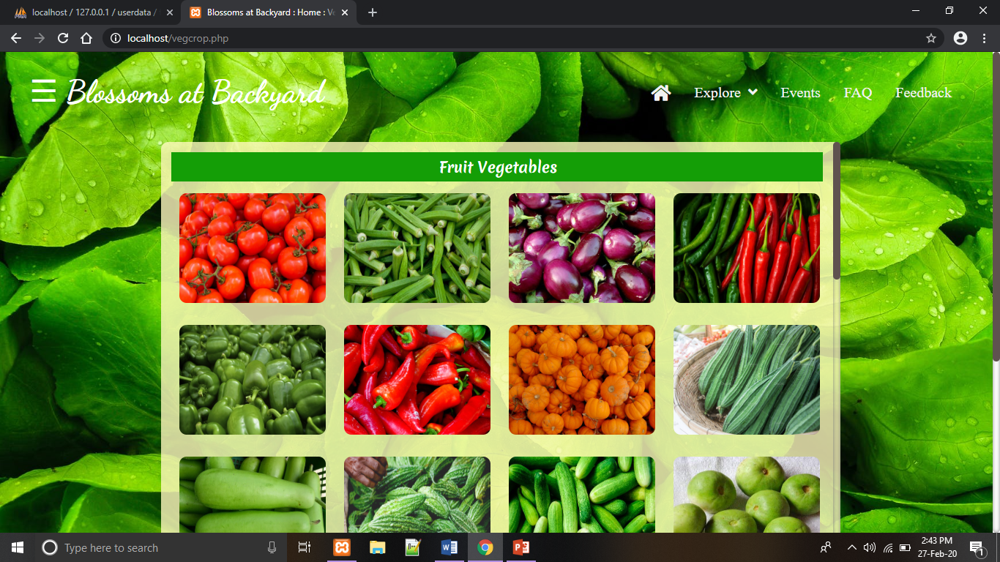 localhost / 127.0.0.1 / userdata /
Blossoms at Backyard : Home : Ve
localhost/vegcrop.php
Blossoms at Backyard
Explore
Events
FAQ
Feedback
Fruit Vegetables
Type here to search
2:43 PM
27-Feb-20
1